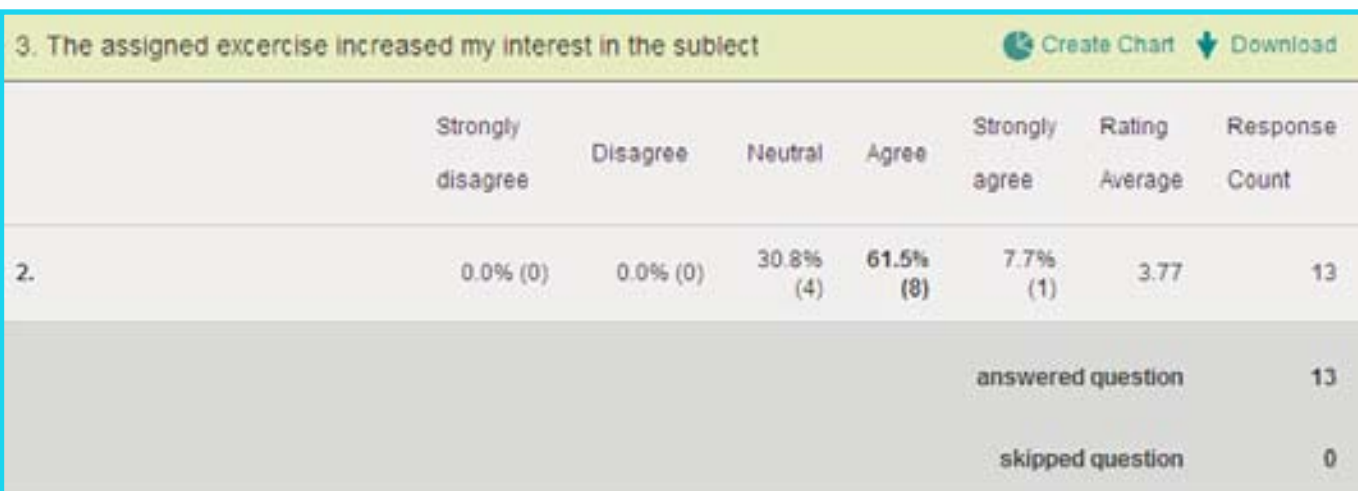 3. The assigned excercise increased my interest in the sublect Create Chart Download
Strongly disagree Disagree Neutral Agree Strongly agree Rating Average Response Count
2. 0.0% (0) 0.0% (0) 30.8% (4) 61.5% (8) 7.7% (1) 3.77 13
answered question 13
skipped question 0